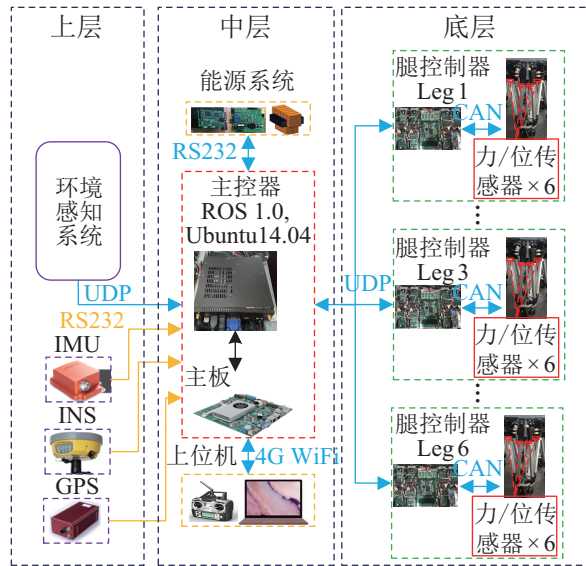 上层
环境
感知
系统
UDP
RS232
IMU
INS
GPS
中层
能源系统
RS232
主控器
ROS 1.0,
Ubuntu14.04
主板
上位机
4G WiFi
底层
UDP
腿控制器
Leg 1
CAN
力/位传
感器×6
⋯
腿控制器
Leg 3
CAN
力/位传
感器×6
⋯
腿控制器
Leg 6
CAN
力/位传
感器×6